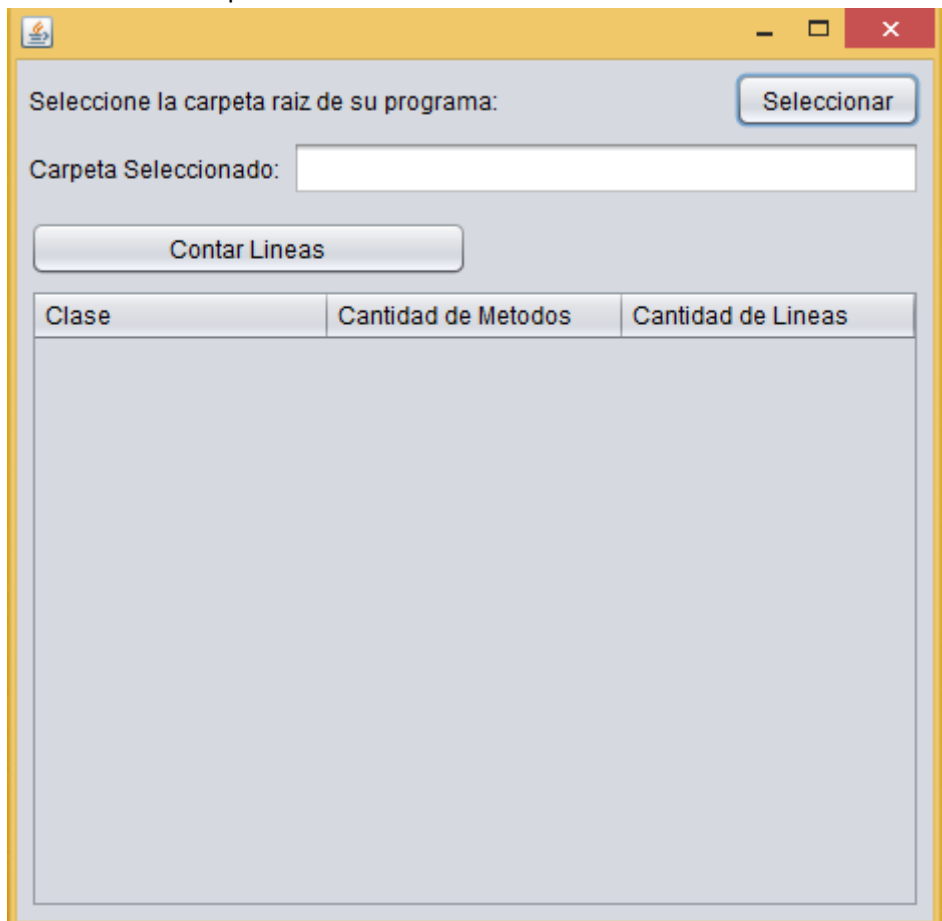 Seleccione la carpeta raiz de su programa:
Seleccionar
Carpeta Seleccionado:
Contar Lineas
Clase
Cantidad de Metodos
Cantidad de Lineas